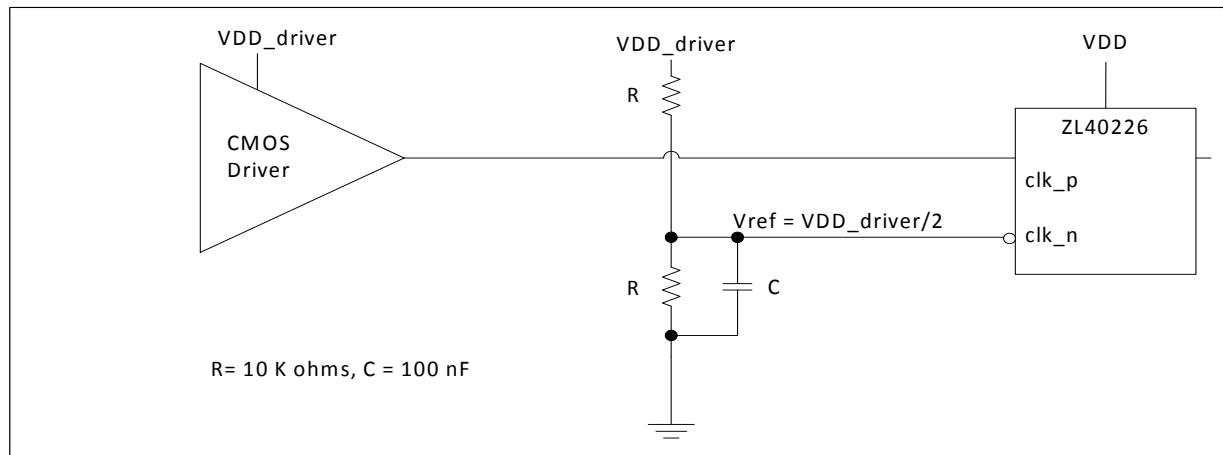 VDD_driver
VDD_driver
VDD
R
ZL40226
CMOS
Driver
clk_p
Vref = VDD_driver/2
clk_n
R
C
R= 10 K ohms, C = 100 nF